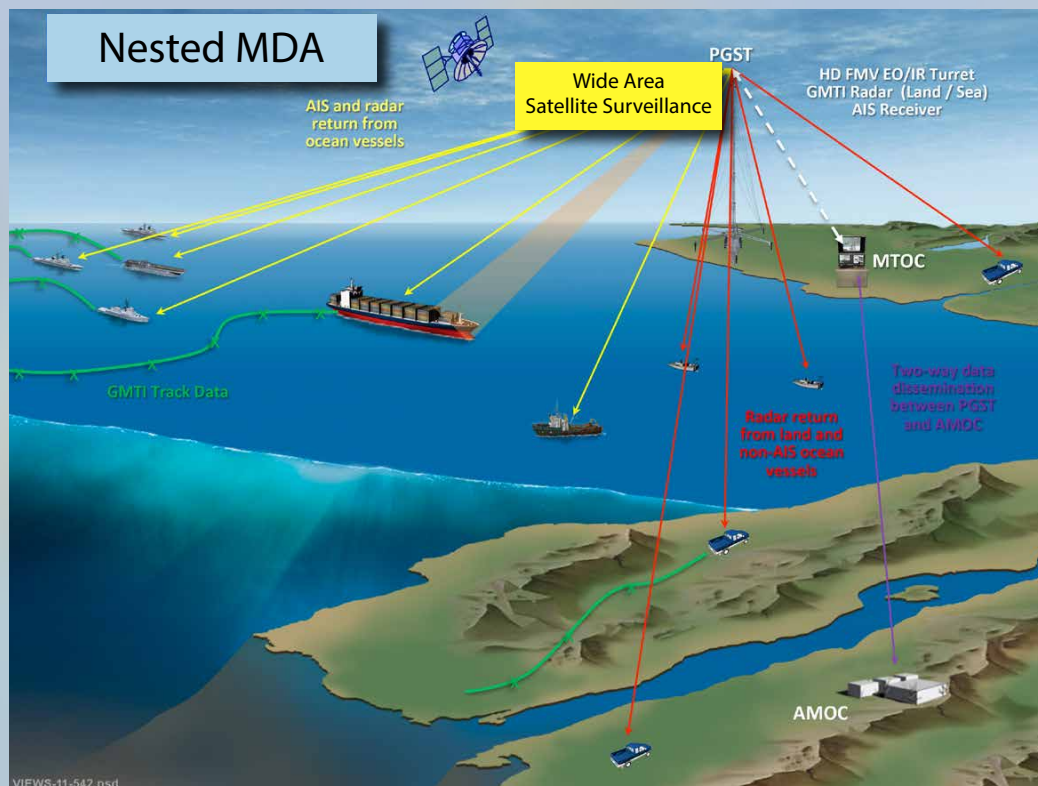 Nested MDA
Wide Area
Satellite Surveillance
PGST
HD FMV EO/IR Turret
GMTI Radar (Land / Sea)
AIS Receiver
AIS and radar
return from
ocean vessels
MTOC
GMTI Track Data
Two-way data
dissemination
between PGST
and AMOC
Radar return
from land and
non-AIS ocean
vessels
AMOC
VIEWS-11-542.psd